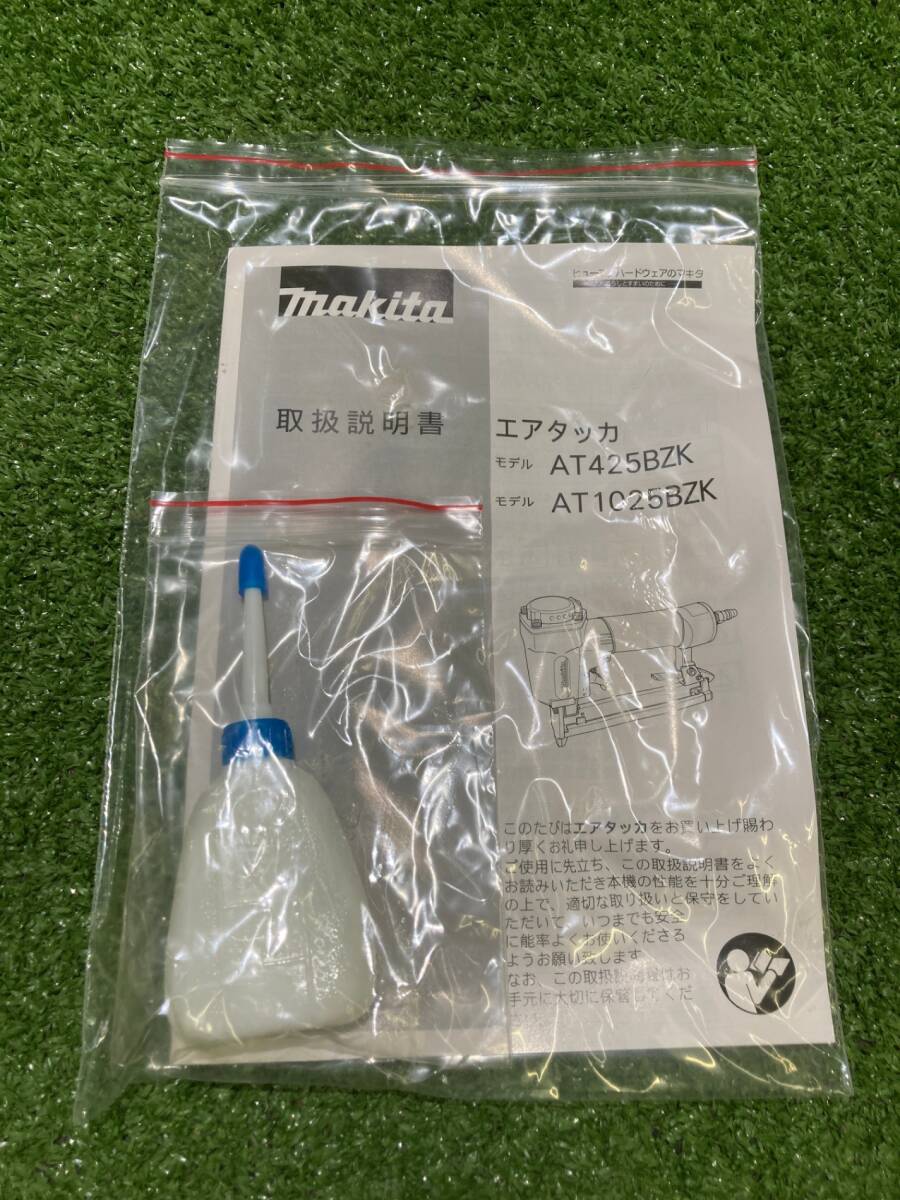 makita
ハードウェアのマキタ
取扱説明書
エアタッカ
モデル AT425BZK
モデル AT1025BZK
makita
このたびはエアタッカをお買い上げ賜わ
り厚くお礼申し上げます。
ご使用に先立ち、この取扱説明書をよく
お読みいただき本機の性能を十分ご理解
の上で、適切な取り扱いと保守をしてい
ただいて、いつまでも安全
に能率よくお使いくださる
ようお願い致します。
なお、この取扱説明書はお
手元に大切に保管してくだ